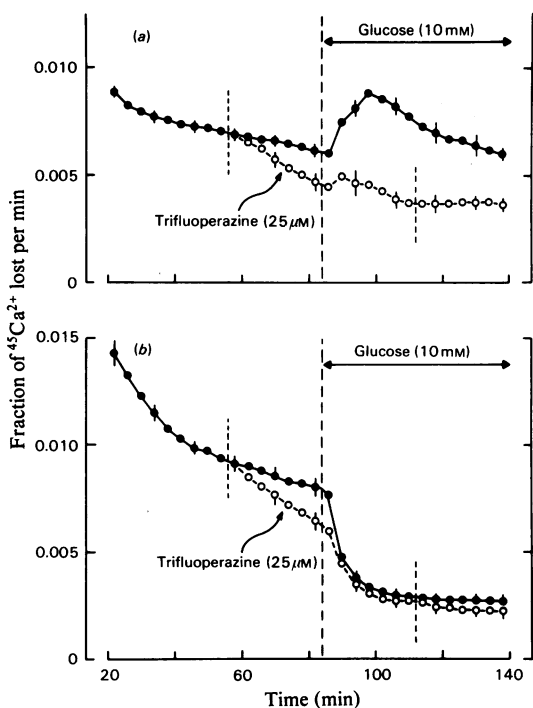 Fraction of ⁴⁵Ca²⁺ lost per min
(a)
Glucose (10 mM)
0.010
0.005
0
Trifluoperazine (25 μM)
(b)
Glucose (10 mM)
0.015
0.010
0.005
0
Trifluoperazine (25 μM)
20 60 100 140
Time (min)